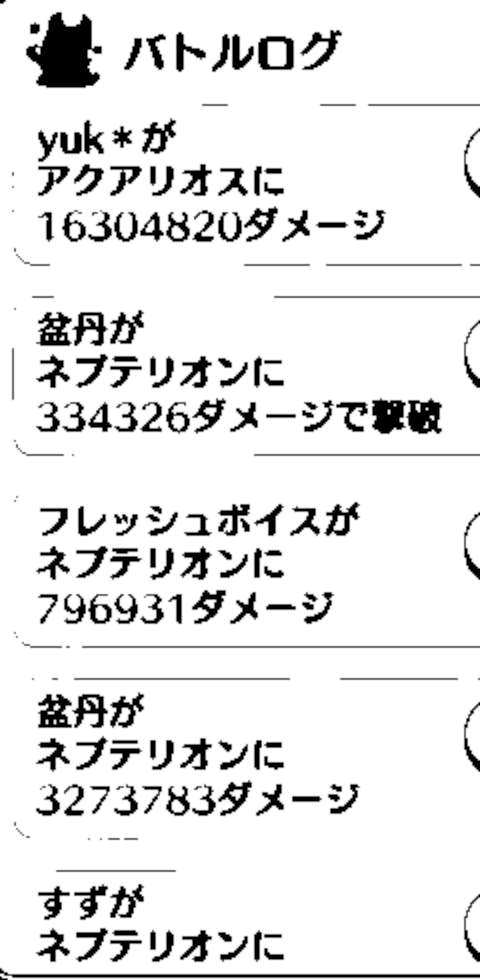 バトルログ
yuk＊が
アクアリオスに
16304820ダメージ
盆丹が
ネプテリオンに
334326ダメージで撃破
フレッシュボイスが
ネプテリオンに
796931ダメージ
盆丹が
ネプテリオンに
3273783ダメージ
すずが
ネプテリオンに